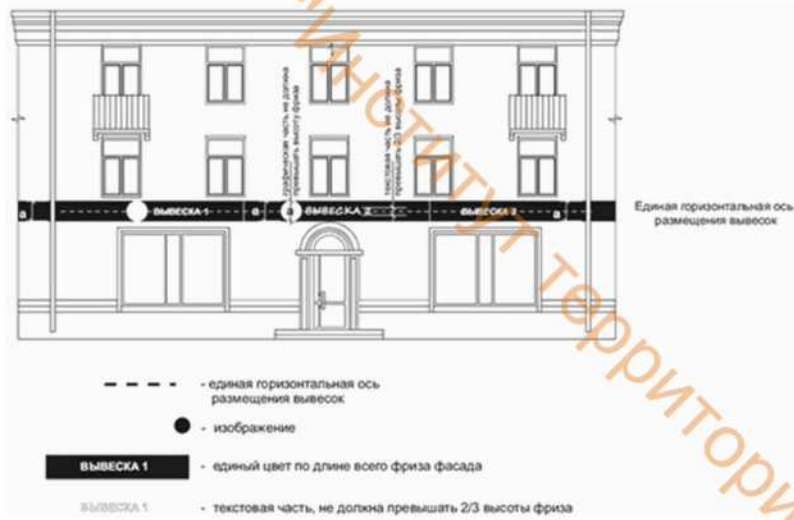 графическая часть не должна
превышать высоту фриза
текстовая часть не должна
превышать 2/3 высоты фриза
а
ВЫВЕСКА 1
а
а
ВЫВЕСКА 2
ВЫВЕСКА 3
а
Единая горизонтальная ось
размещения вывесок
- единая горизонтальная ось
размещения вывесок
- изображение
ВЫВЕСКА 1
- единый цвет по длине всего фриза фасада
ВЫВЕСКА 1
- текстовая часть, не должна превышать 2/3 высоты фриза
институт территори